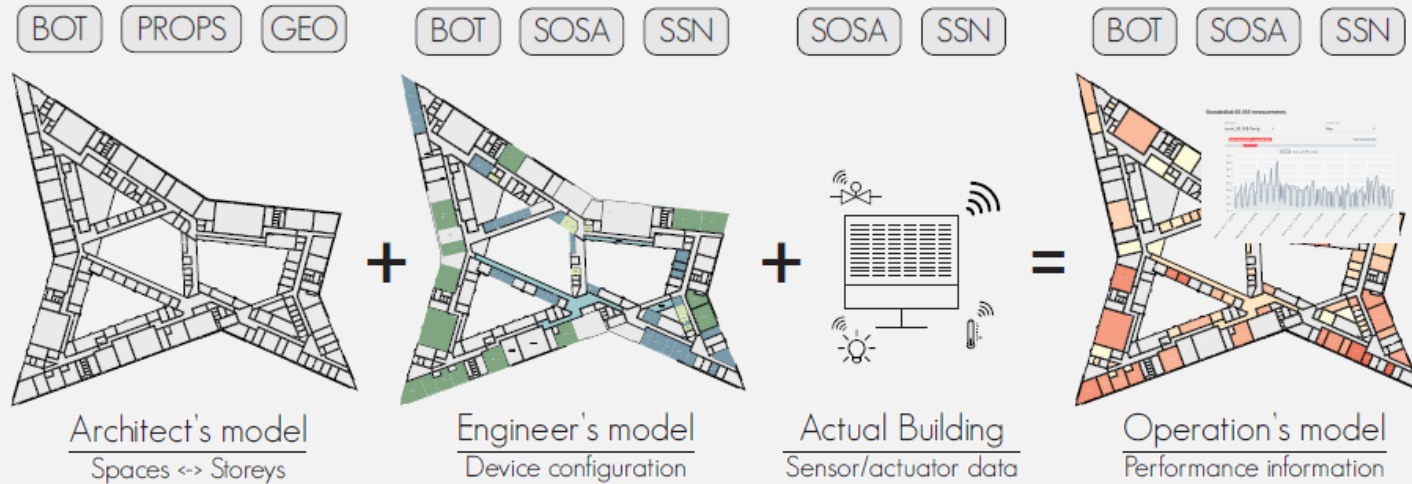 BOT PROPS GEO
BOT SOSA SSN
SOSA SSN
BOT SOSA SSN
+
+
=
Architect's model
Spaces <-> Storeys
Engineer's model
Device configuration
Actual Building
Sensor/actuator data
Operation's model
Performance information